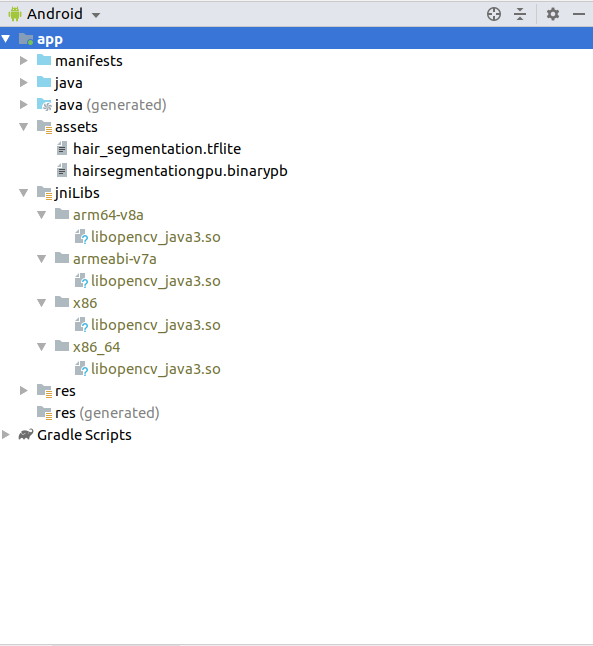 Android
app
manifests
java
java (generated)
assets
hair_segmentation.tflite
hairsegmentationgpu.binarypb
jniLibs
arm64-v8a
libopencv_java3.so
armeabi-v7a
libopencv_java3.so
x86
libopencv_java3.so
x86_64
libopencv_java3.so
res
res (generated)
Gradle Scripts